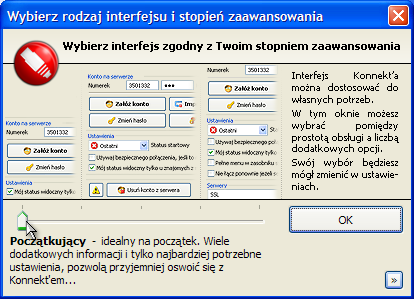 Wybierz rodzaj interfejsu i stopień zaawansowania
Wybierz interfejs zgodny z Twoim stopniem zaawansowania
Konto na serwerze
Numerek 3501332
Załóż konto
Zmień hasło
Ustawienia
Mój status widoczny tylko
Konto na serwerze
Numerek 3501332 •••
Załóż konto
Zmień hasło
Ustawienia
Ostatni Status startowy
Używaj bezpiecznego połączenia, jeśli to
Mój status widoczny tylko u znajomych z
Usuń konto z serwera
Numerek 3501332
Załóż konto
Zmień hasło
Ustawienia
Ostatni
Używaj bezpiecznego
Mój status widoczny
Pełne menu w zasobniku
Nie łącz ponownie jeżeli
Serwery
SSL
Interfejs Konnekt'a
można dostosować do
własnych potrzeb.
W tym oknie możesz
wybrać pomiędzy
prostotą obsługi a liczbą
dodatkowych opcji.
Swój wybór będziesz
mógł zmienić w ustawie-
niach.
OK
Początkujący - idealny na początek. Wiele
dodatkowych informacji i tylko najbardziej potrzebne
ustawienia, pozwolą przyjemniej oswoić się z
Konnekt'em...